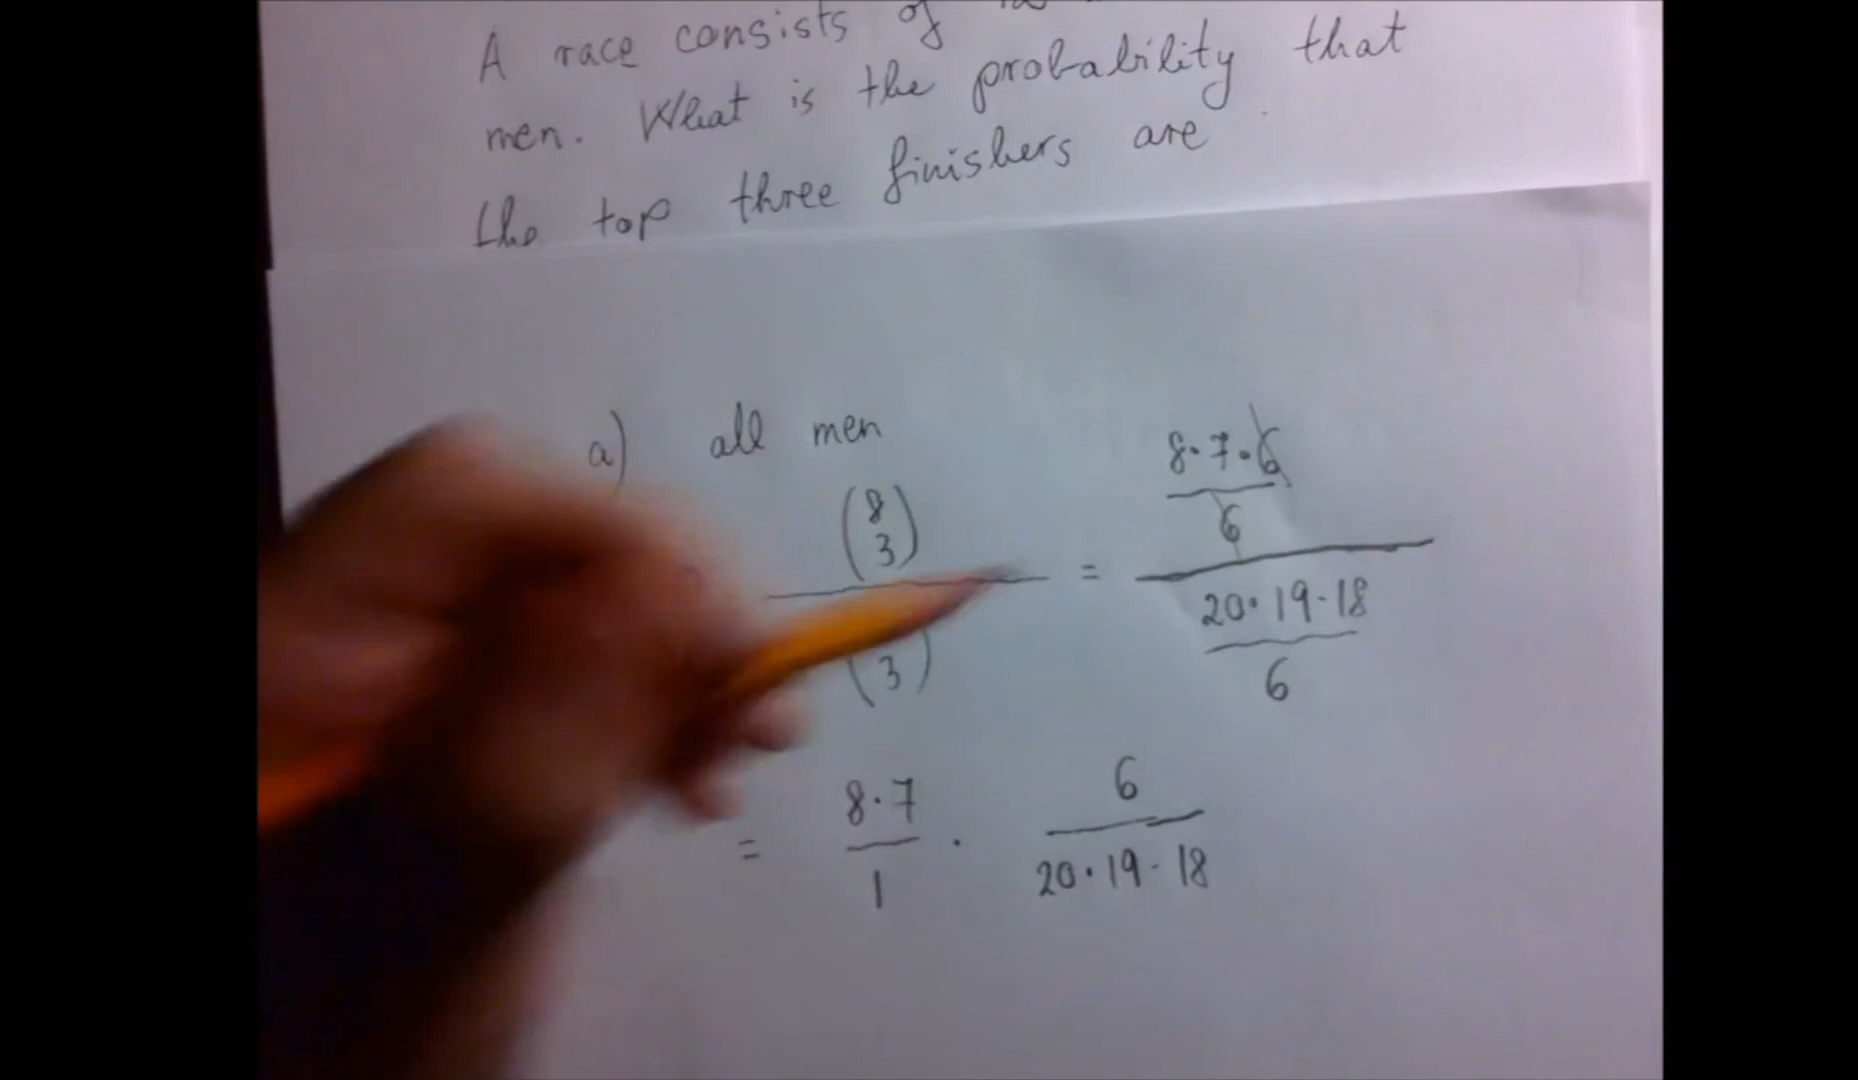 A race consists of
men. What is the probability that
the top three finishers are
a) all men
(8
3)
= 8·7·6
6
20·19·18
6
3)
= 8·7
1
· 6
20·19·18